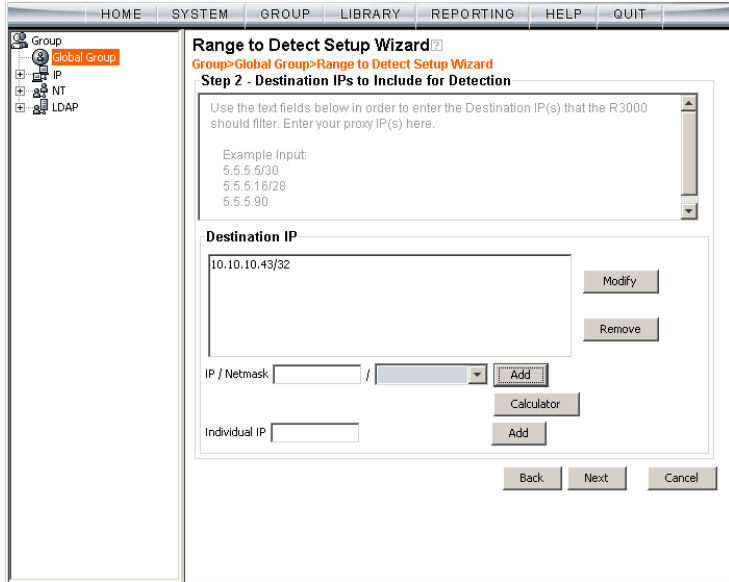 HOME SYSTEM GROUP LIBRARY REPORTING HELP QUIT
Group
Global Group
IP
NT
LDAP
Range to Detect Setup Wizard?
Group>Global Group>Range to Detect Setup Wizard
Step 2 - Destination IPs to Include for Detection
Use the text fields below in order to enter the Destination IP(s) that the R3000
should filter. Enter your proxy IP(s) here.
Example Input:
5.5.5.5/30
5.5.5.16/28
5.5.5.90
Destination IP
10.10.10.43/32
Modify
Remove
IP / Netmask / Add
Calculator
Individual IP Add
Back Next Cancel